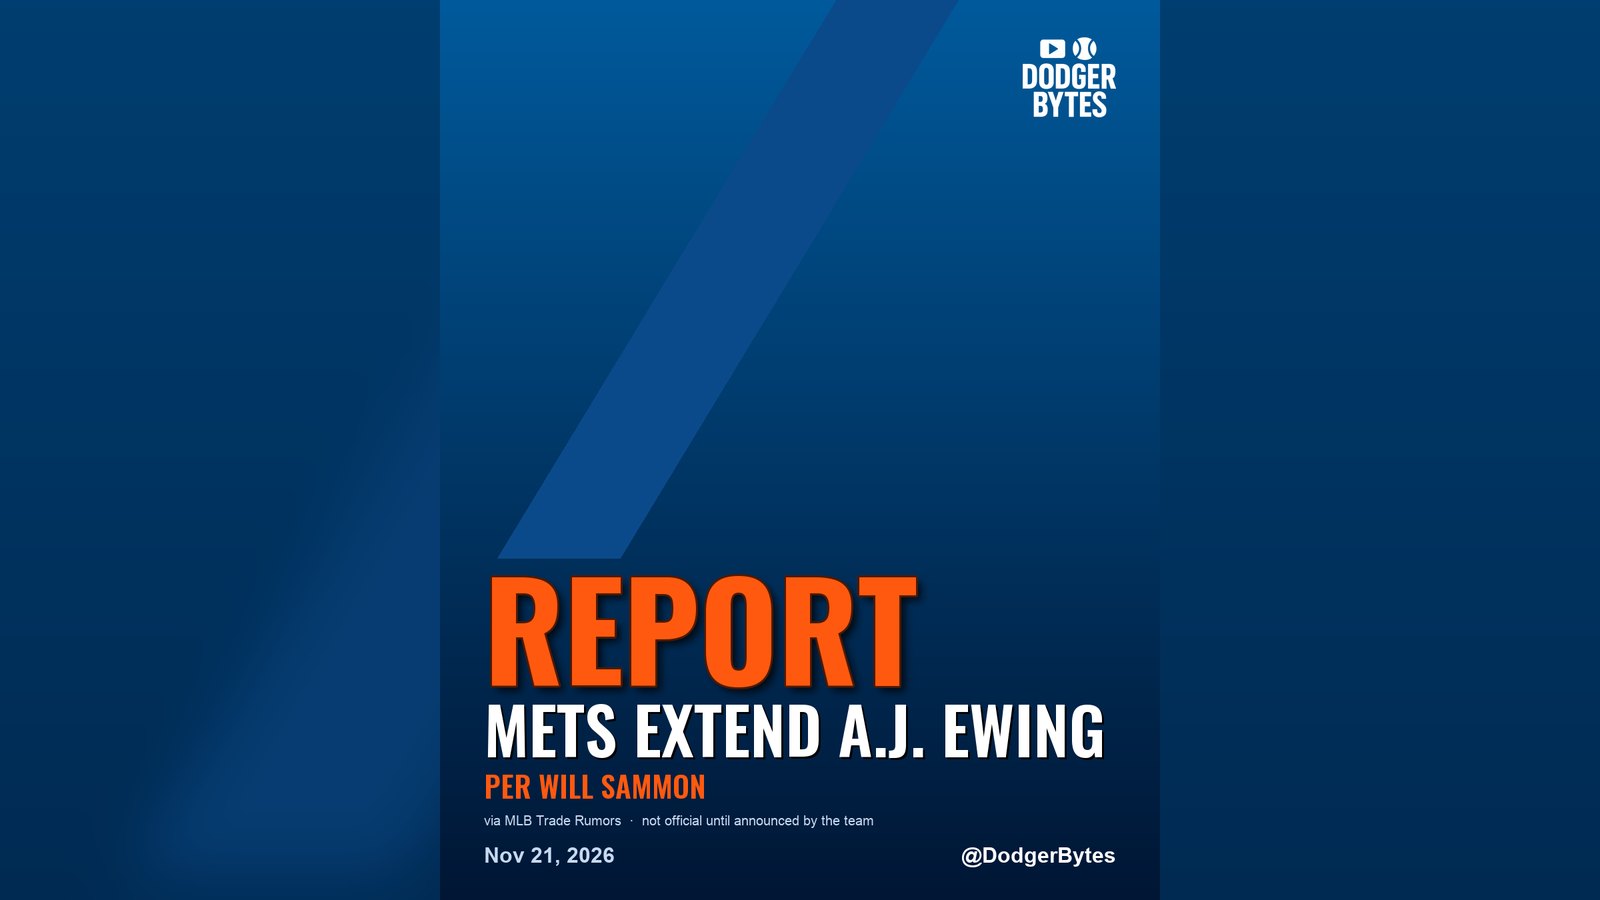 DODGER
BYTES
REPORT
METS EXTEND A.J. EWING
PER WILL SAMMON
via MLB Trade Rumors · not official until announced by the team
Nov 21, 2026
@DodgerBytes